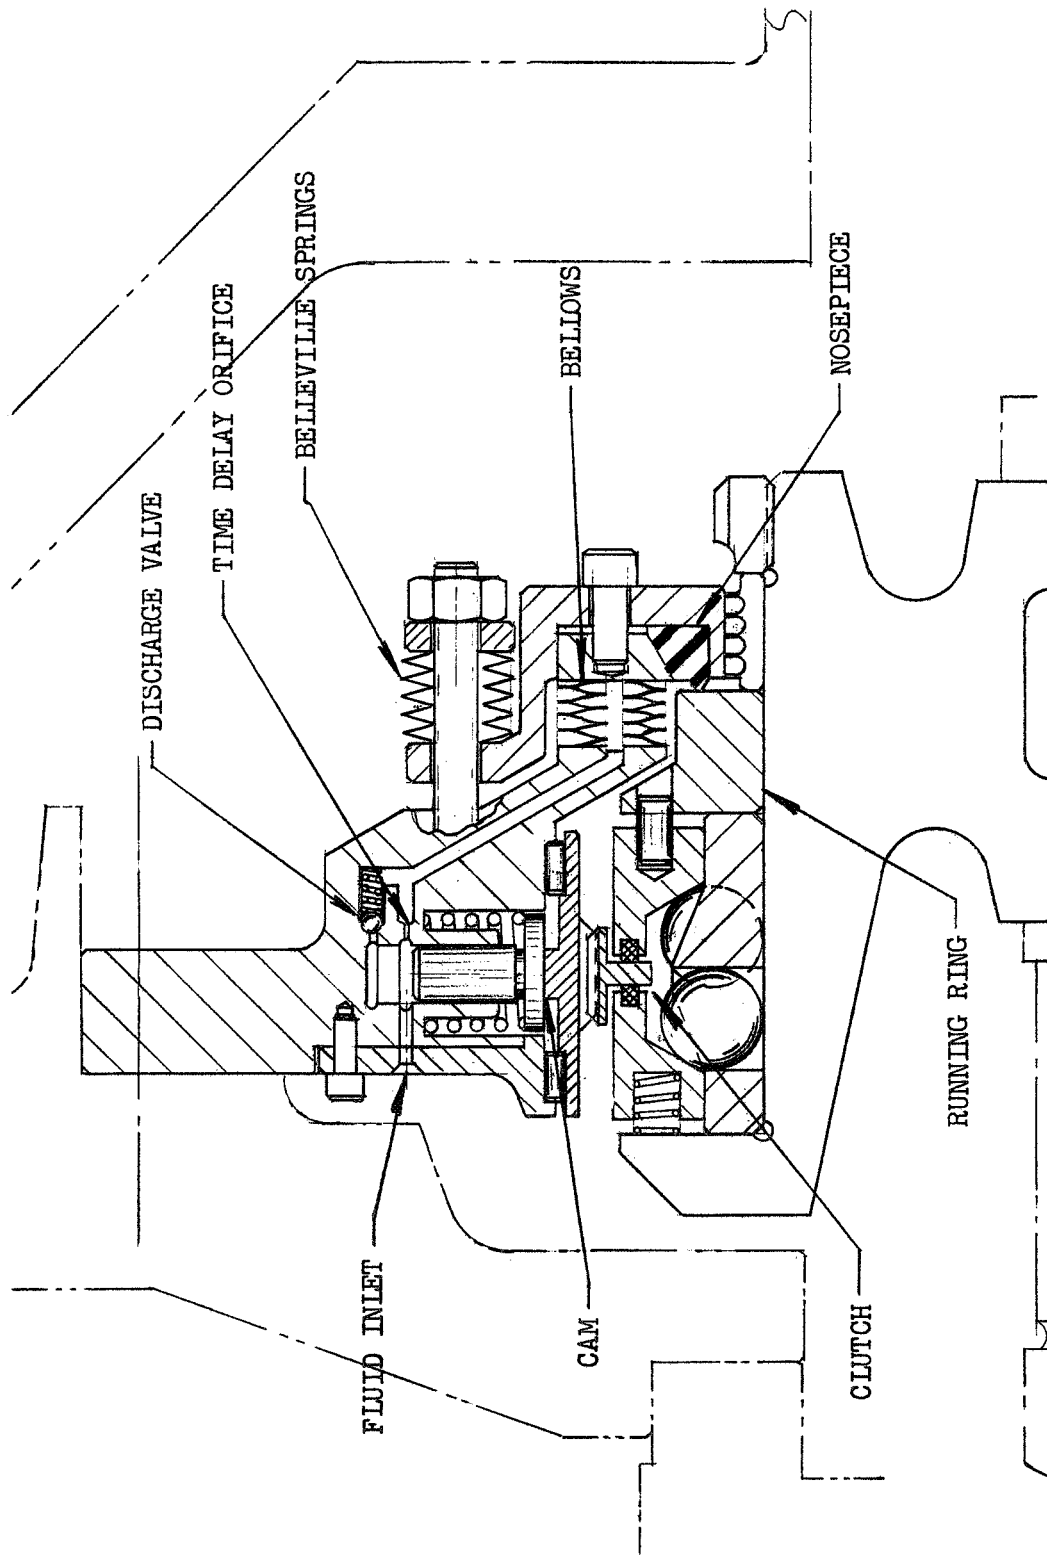 DISCHARGE VALVE
TIME DELAY ORIFICE
BELLEVILLE SPRINGS
FLUID INLET
BELLOWS
CAM
NOSEPIECE
CLUTCH
RUNNING RING